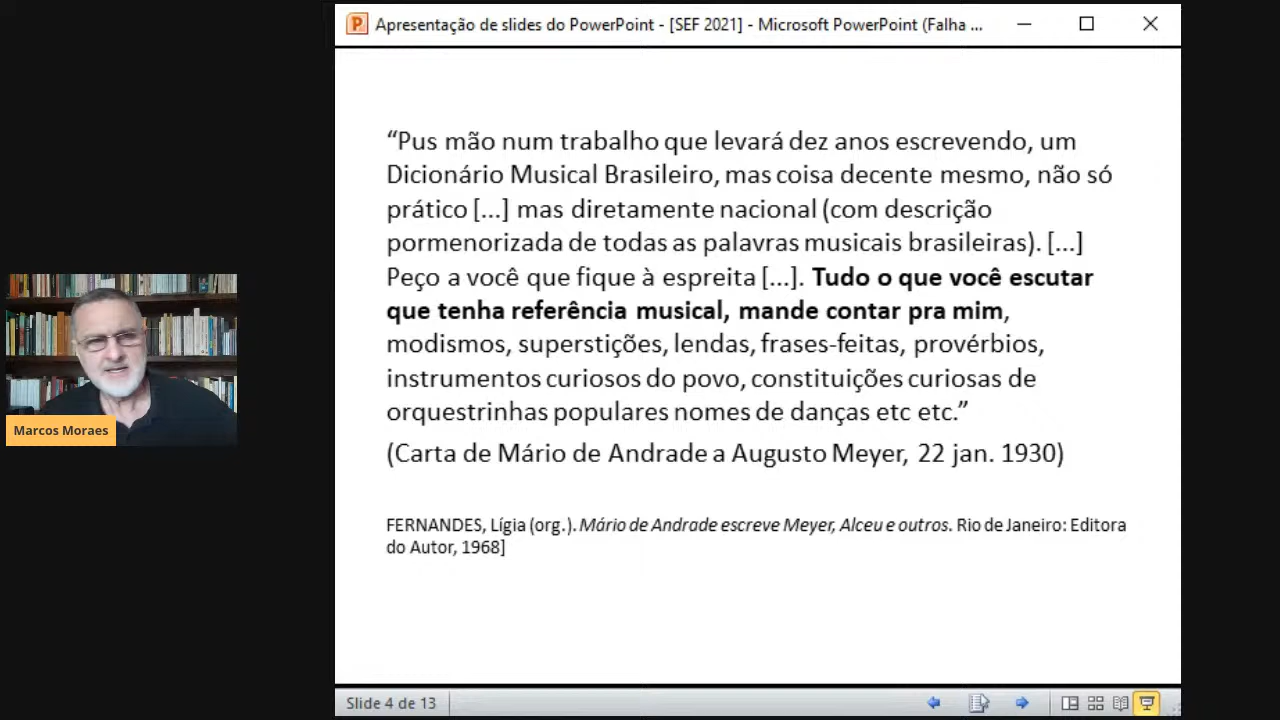 Apresentação de slides do PowerPoint - [SEF 2021] - Microsoft PowerPoint (Falha ...
“Pus mão num trabalho que levará dez anos escrevendo, um
Dicionário Musical Brasileiro, mas coisa decente mesmo, não só
prático [...] mas diretamente nacional (com descrição
pormenorizada de todas as palavras musicais brasileiras). [...]
Peço a você que fique à espreita [...]. Tudo o que você escutar
que tenha referência musical, mande contar pra mim,
modismos, superstições, lendas, frases-feitas, provérbios,
instrumentos curiosos do povo, constituições curiosas de
orquestrinhas populares nomes de danças etc etc.”
(Carta de Mário de Andrade a Augusto Meyer, 22 jan. 1930)
FERNANDES, Lígia (org.). Mário de Andrade escreve Meyer, Alceu e outros. Rio de Janeiro: Editora
do Autor, 1968]
Marcos Moraes
Slide 4 de 13